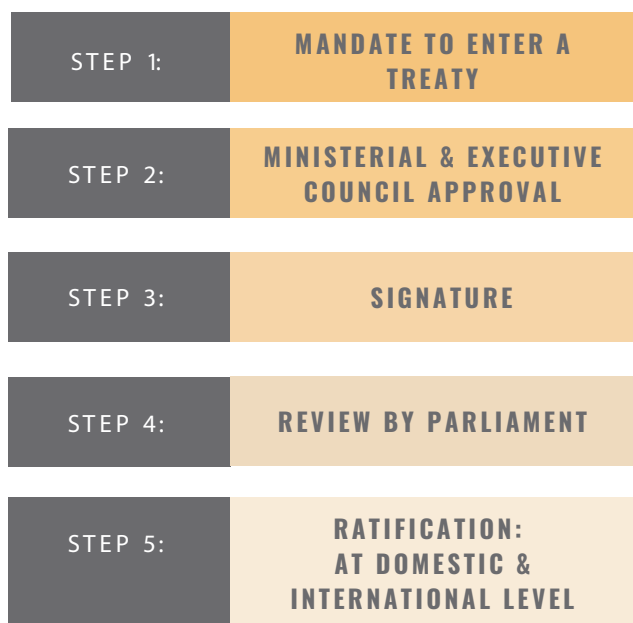 STEP 1:
MANDATE TO ENTER A
TREATY
STEP 2:
MINISTERIAL & EXECUTIVE
COUNCIL APPROVAL
STEP 3:
SIGNATURE
STEP 4:
REVIEW BY PARLIAMENT
STEP 5:
RATIFICATION:
AT DOMESTIC &
INTERNATIONAL LEVEL